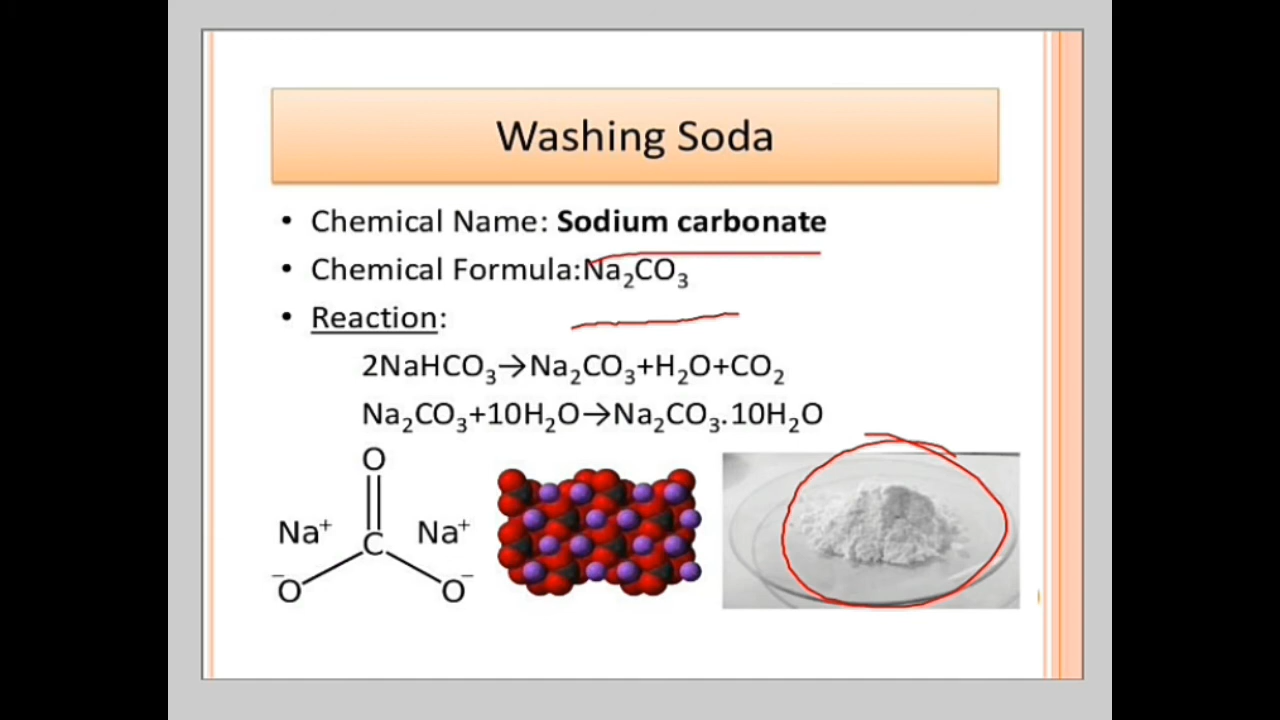 Washing Soda
• Chemical Name: Sodium carbonate
• Chemical Formula:Na₂CO₃
• Reaction:
2NaHCO₃→Na₂CO₃+H₂O+CO₂
Na₂CO₃+10H₂O→Na₂CO₃.10H₂O
O
Na⁺ Na⁺
C
⁻O O⁻